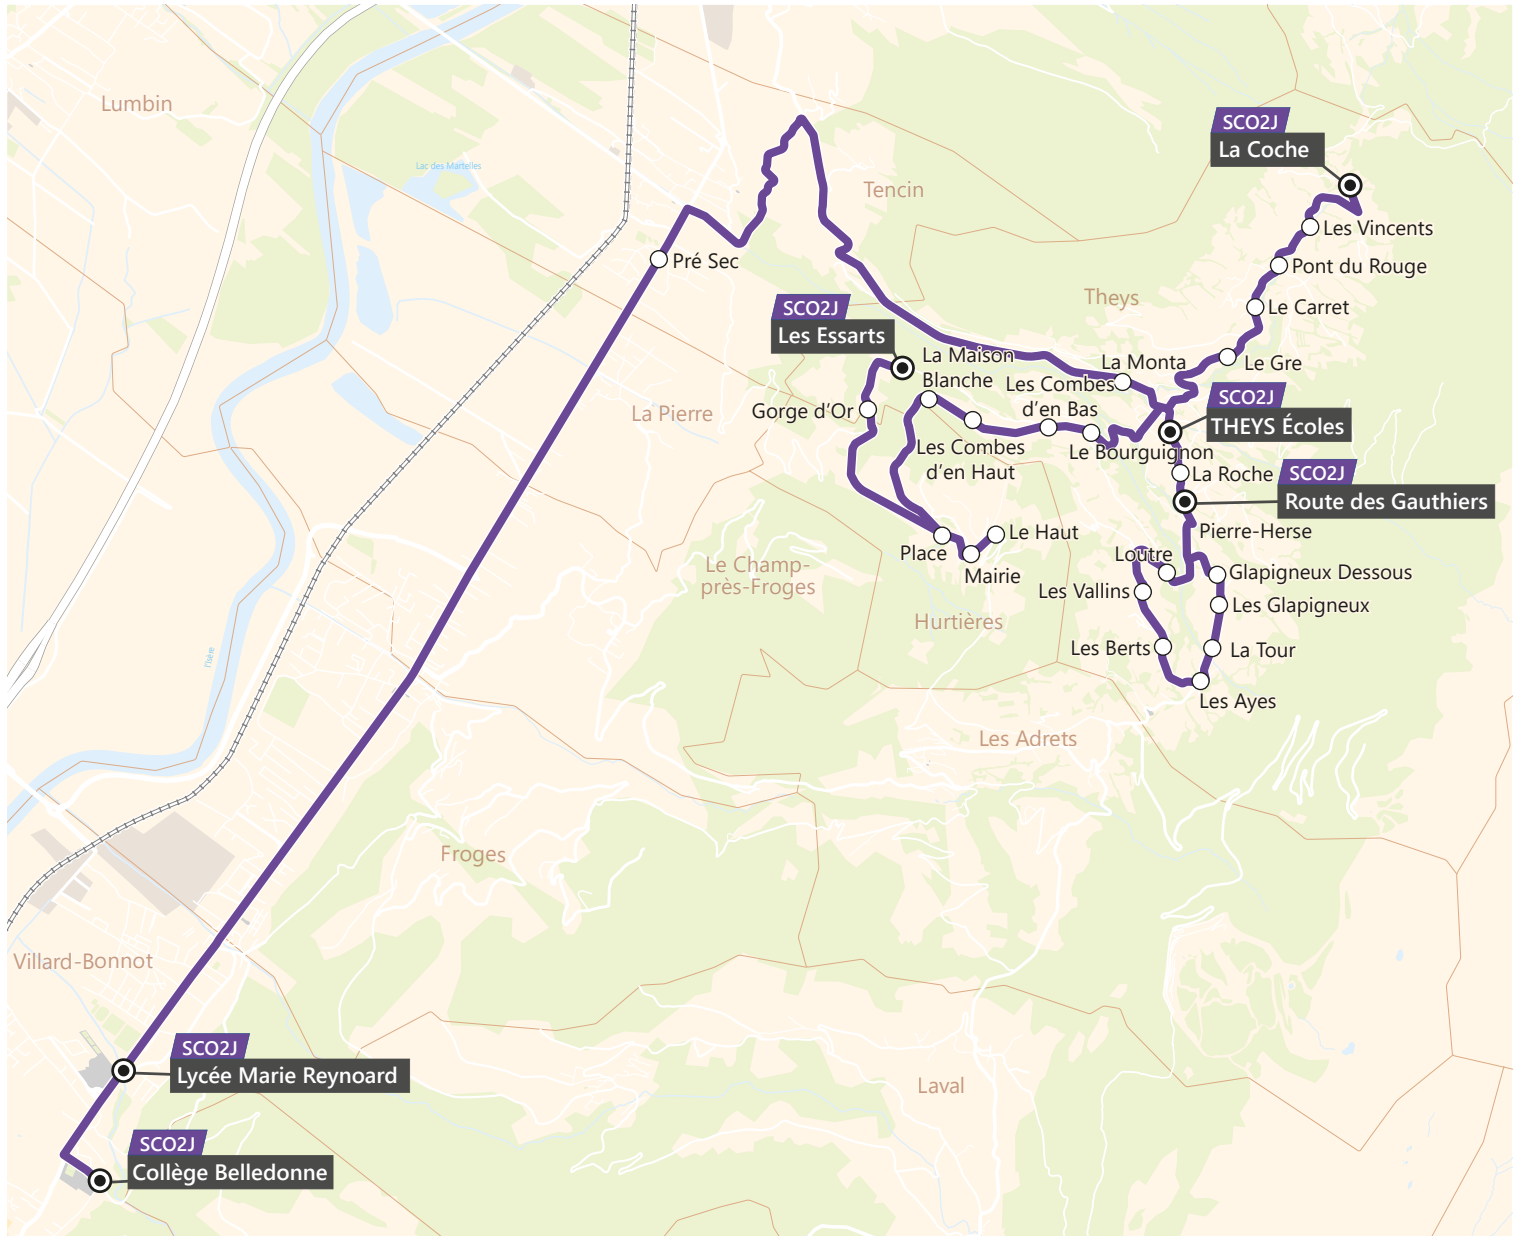 Lumbin
Lac des Martelles
Tencin
SCO2J
La Coche
Les Vincents
Pré Sec
Pont du Rouge
Theys
Le Carret
SCO2J
Les Essarts
La Maison
Blanche
La Monta
Le Gre
Les Combes
d'en Bas
SCO2J
THEYS Écoles
La Pierre
Gorge d'Or
Les Combes
d'en Haut
Le Bourguignon
La Roche
SCO2J
Route des Gauthiers
Place
Le Haut
Mairie
Pierre-Herse
Loutre
Le Champ-
près-Froges
Glapigneux Dessous
Les Vallins
Les Glapigneux
Hurtières
l'Isère
Les Berts
La Tour
Les Ayes
Les Adrets
Froges
Villard-Bonnot
SCO2J
Lycée Marie Reynoard
Laval
SCO2J
Collège Belledonne